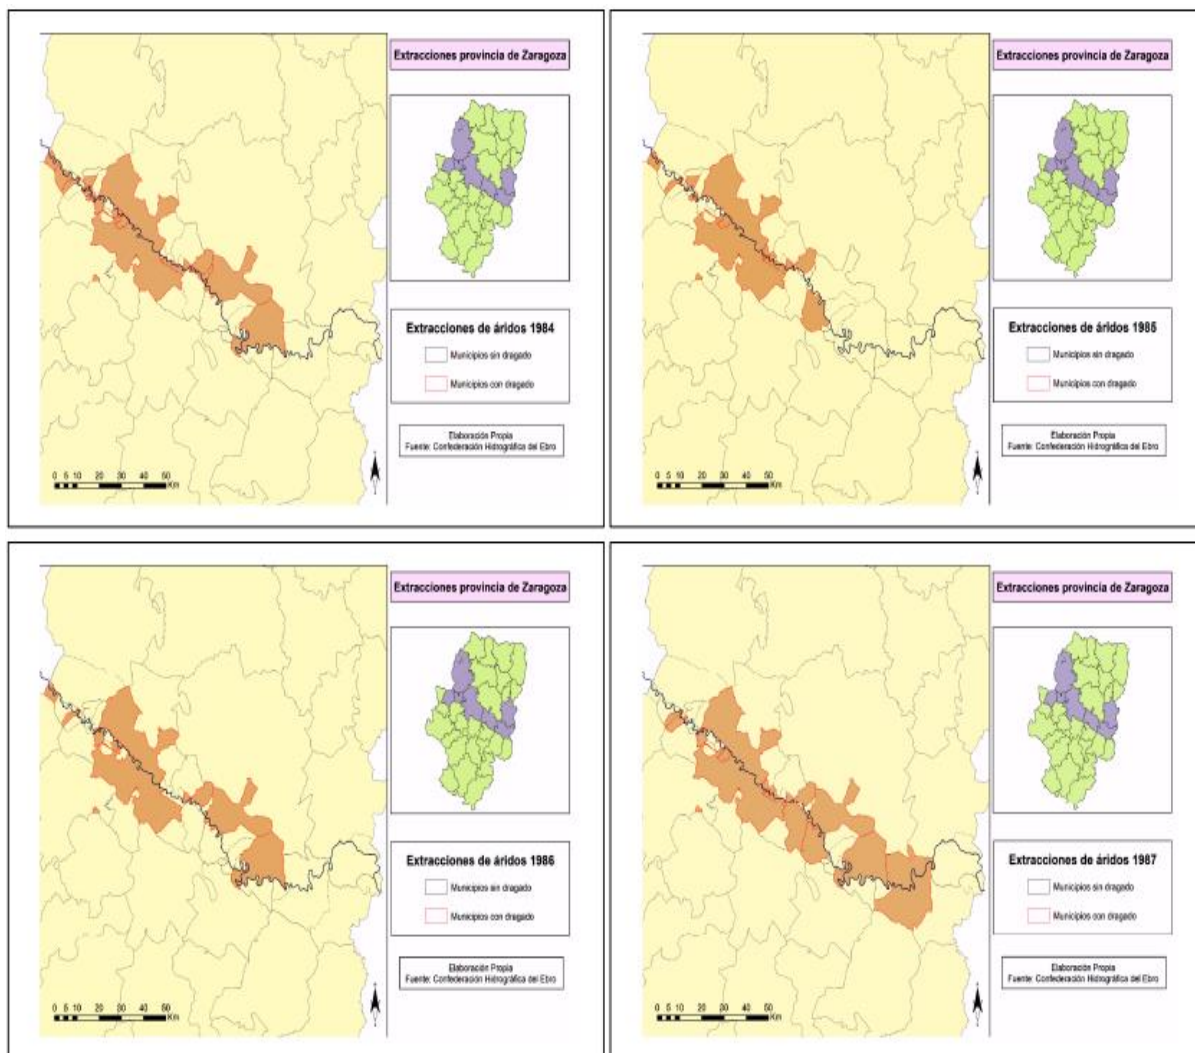 Extracciones provincia de Zaragoza
Extracciones de áridos 1984
Municipios sin dragado
Municipios con dragado
Elaboración Propia
Fuente: Confederación Hidrográfica del Ebro
0 5 10 20 30 40 50
Km
Extracciones provincia de Zaragoza
Extracciones de áridos 1985
Municipios sin dragado
Municipios con dragado
Elaboración Propia
Fuente: Confederación Hidrográfica del Ebro
0 5 10 20 30 40 50
Km
Extracciones provincia de Zaragoza
Extracciones de áridos 1986
Municipios sin dragado
Municipios con dragado
Elaboración Propia
Fuente: Confederación Hidrográfica del Ebro
0 5 10 20 30 40 50
Km
Extracciones provincia de Zaragoza
Extracciones de áridos 1987
Municipios sin dragado
Municipios con dragado
Elaboración Propia
Fuente: Confederación Hidrográfica del Ebro
0 5 10 20 30 40 50
Km